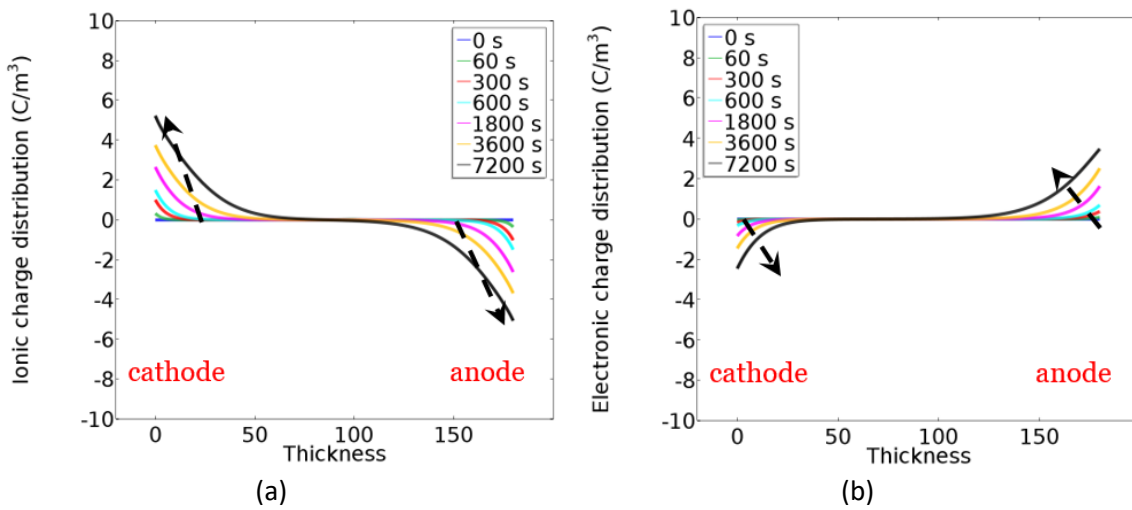 Ionic charge distribution (C/m³)
10
8
6
4
2
0
-2
-4
-6
-8
-10
0 s
60 s
300 s
600 s
1800 s
3600 s
7200 s
cathode
anode
0
50
100
150
Thickness
(a)
Electronic charge distribution (C/m³)
10
8
6
4
2
0
-2
-4
-6
-8
-10
0 s
60 s
300 s
600 s
1800 s
3600 s
7200 s
cathode
anode
0
50
100
150
Thickness
(b)